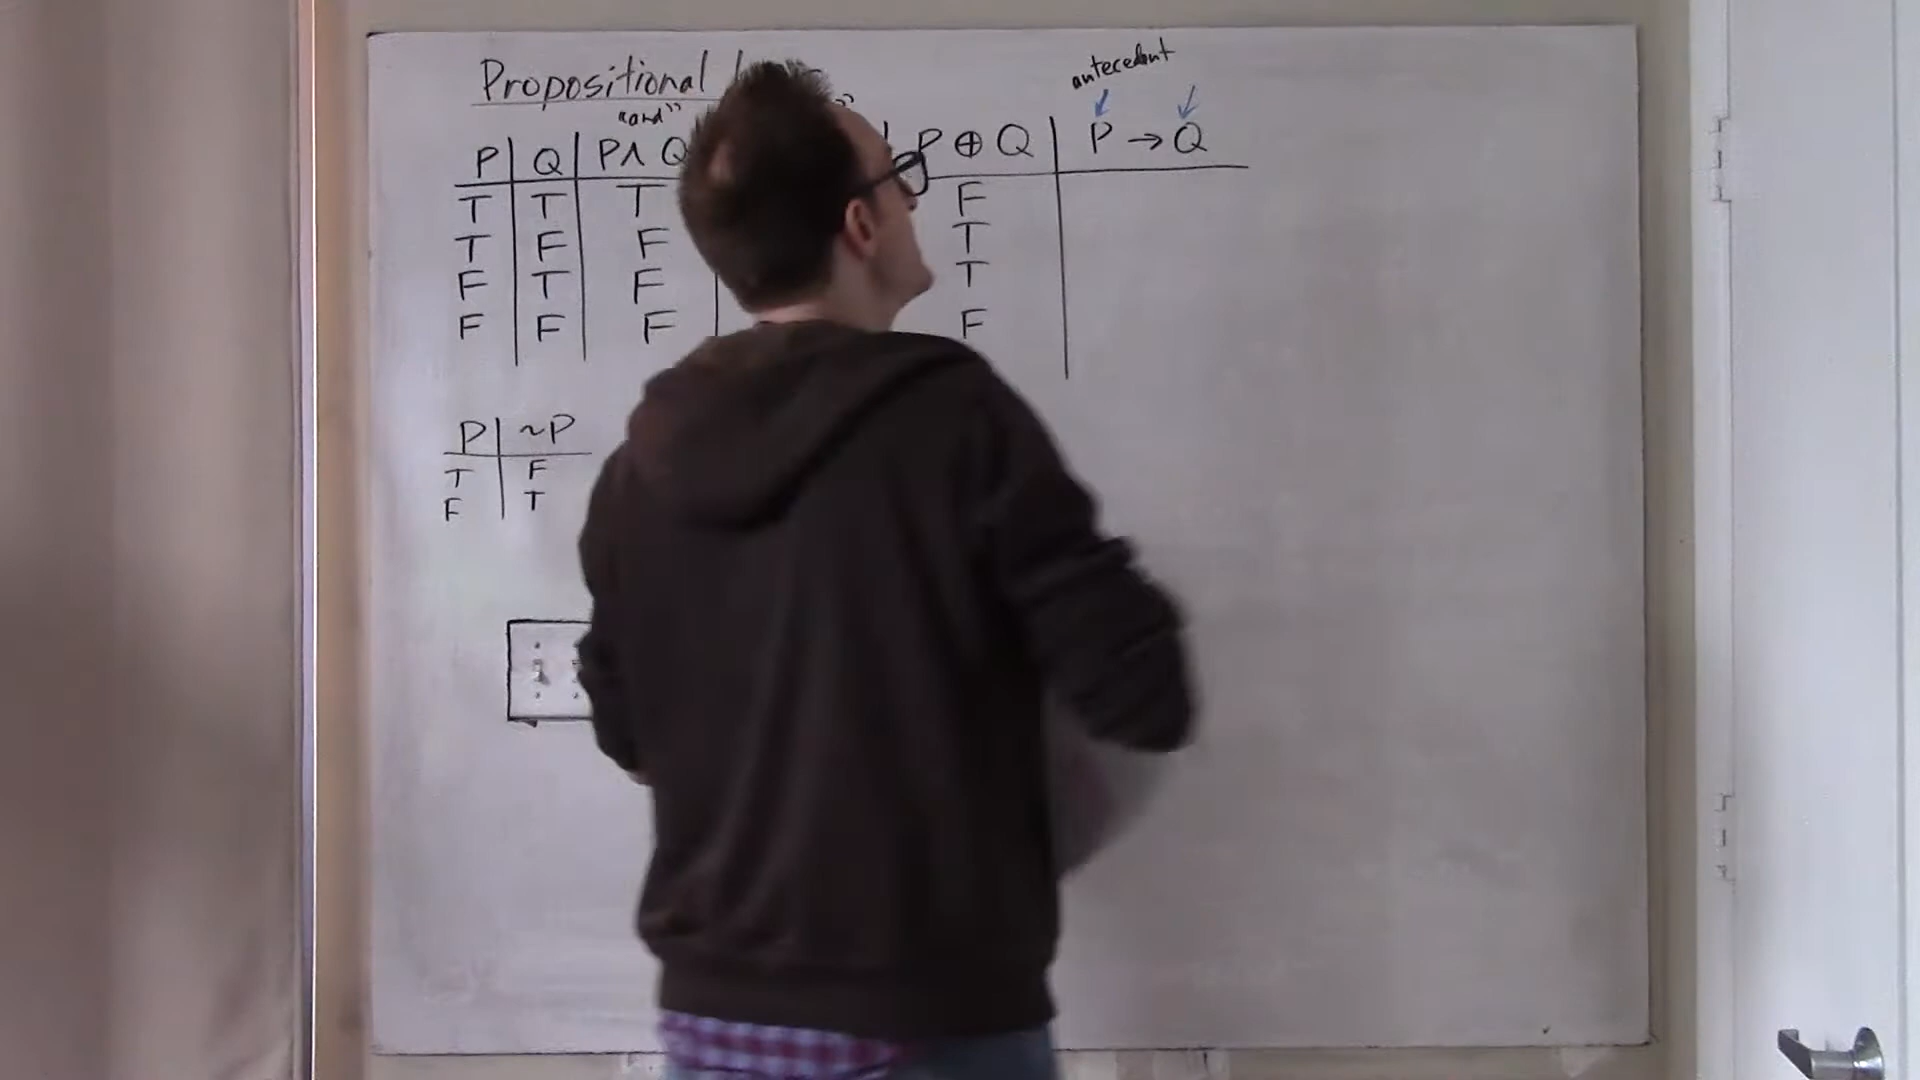 Propositional
antecedent
"and"
P Q P∧ Q P ⊕ Q P → Q
T T T F
T F F T
F T F T
F F F F
P ~P
T F
F T